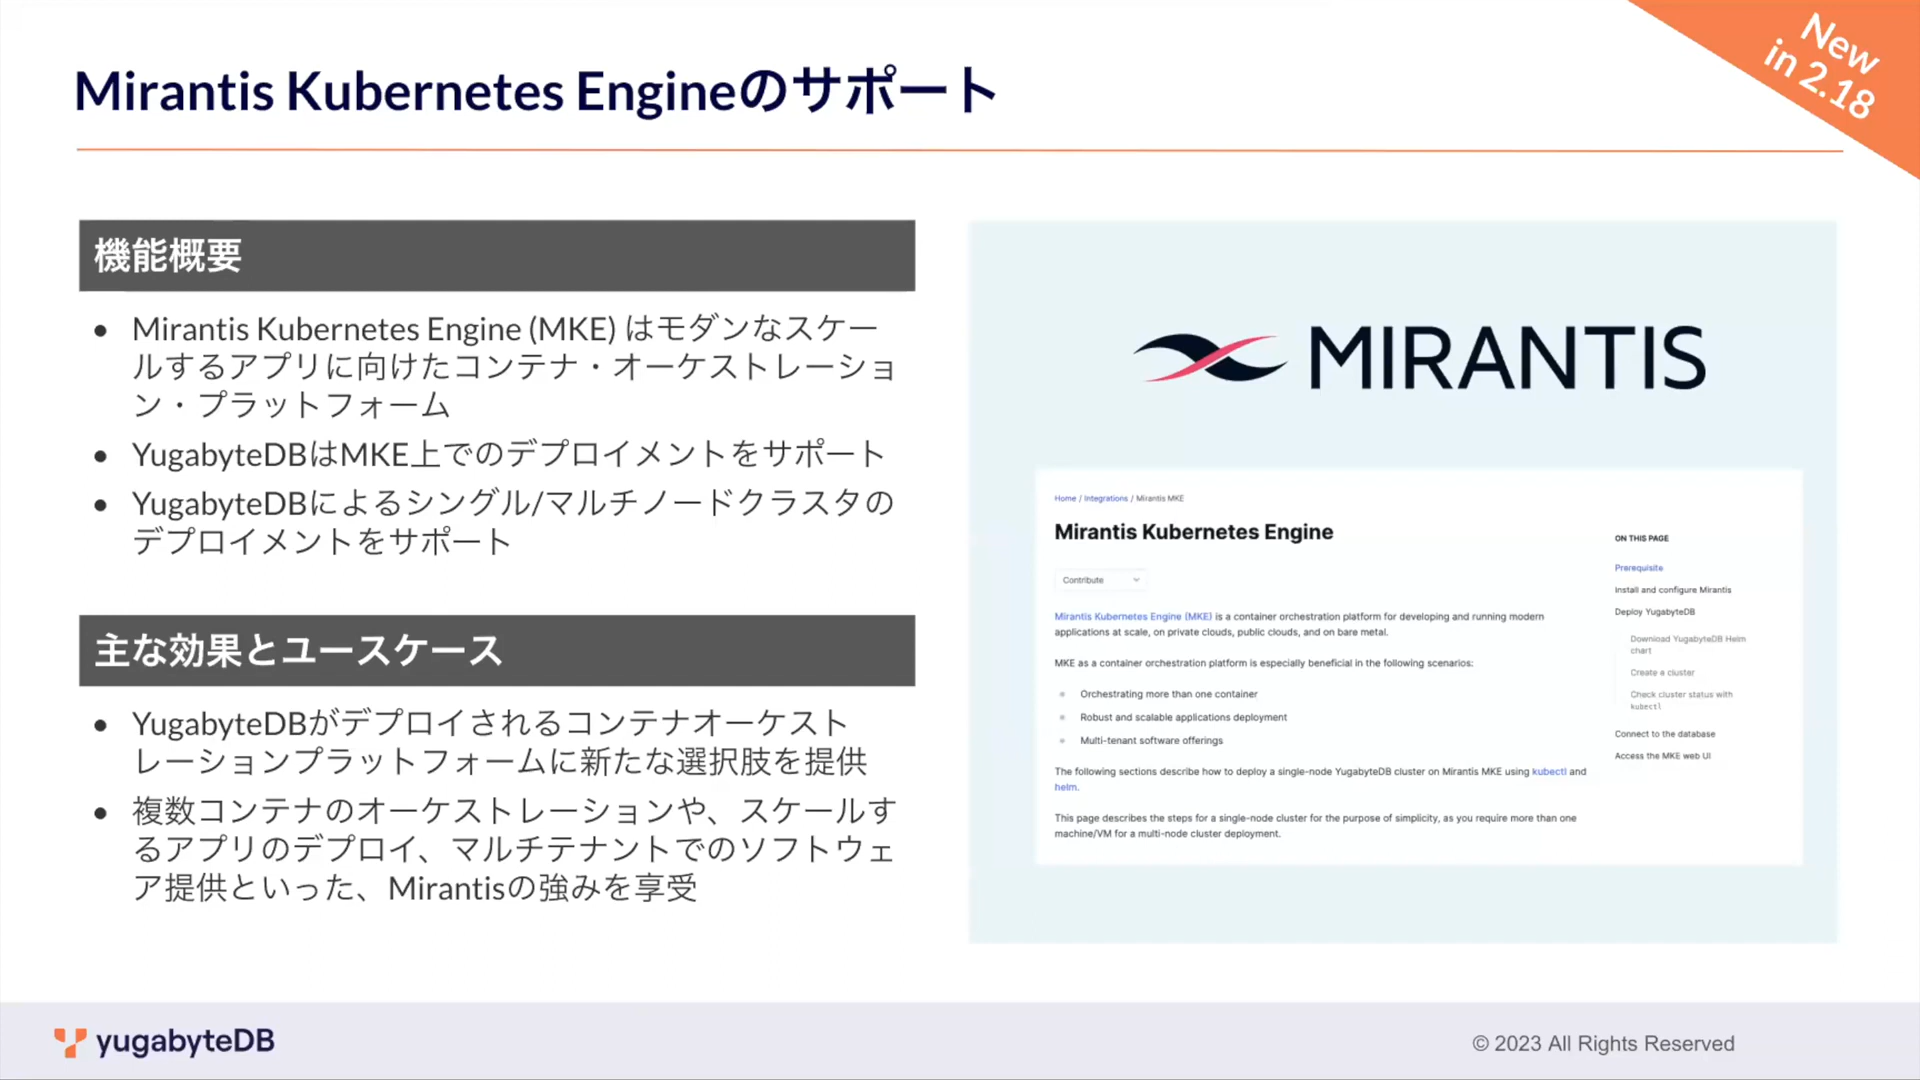 Mirantis Kubernetes Engineのサポート
New
in 2.18
機能概要
● Mirantis Kubernetes Engine (MKE) はモダンなスケー
ルするアプリに向けたコンテナ・オーケストレーショ
ン・プラットフォーム
● YugabyteDBはMKE上でのデプロイメントをサポート
● YugabyteDBによるシングル/マルチノードクラスタの
デプロイメントをサポート
主な効果とユースケース
● YugabyteDBがデプロイされるコンテナオーケスト
レーションプラットフォームに新たな選択肢を提供
● 複数コンテナのオーケストレーションや、スケールす
るアプリのデプロイ、マルチテナントでのソフトウェ
ア提供といった、Mirantisの強みを享受
MIRANTIS
Home / Integrations / Mirantis MKE
Mirantis Kubernetes Engine
Contribute
Mirantis Kubernetes Engine (MKE) is a container orchestration platform for developing and running modern
applications at scale, on private clouds, public clouds, and on bare metal.
MKE as a container orchestration platform is especially beneficial in the following scenarios:
Orchestrating more than one container
Robust and scalable applications deployment
Multi-tenant software offerings
The following sections describe how to deploy a single-node YugabyteDB cluster on Mirantis MKE using kubectl and
helm.
This page describes the steps for a single-node cluster for the purpose of simplicity, as you require more than one
machine/VM for a multi-node cluster deployment.
ON THIS PAGE
Prerequisite
Install and configure Mirantis
Deploy YugabyteDB
Download YugabyteDB Helm
chart
Create a cluster
Check cluster status with
kubectl
Connect to the database
Access the MKE web UI
yugabyteDB
© 2023 All Rights Reserved